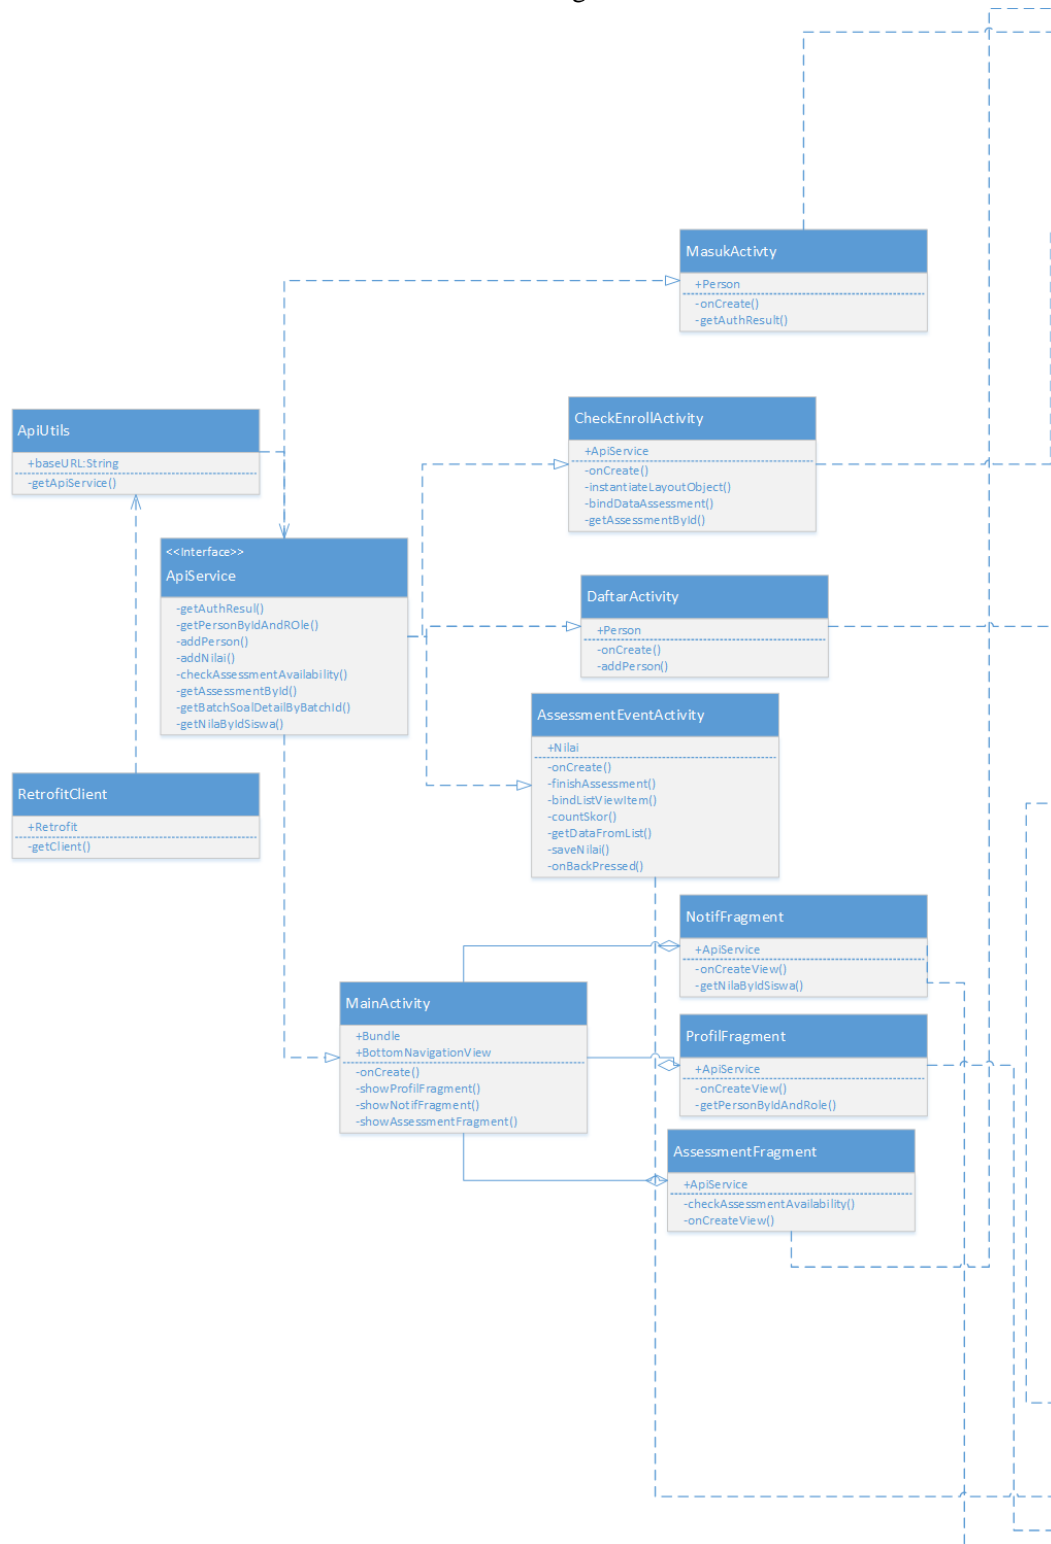 MasukActivty
+Person
-onCreate()
-getAuthResult()
ApiUtils
+baseURL:String
-getApiService()
CheckEnrollActivity
+ApiService
-onCreate()
-instantiateLayoutObject()
-bindDataAssessment()
-getAssessmentById()
<<Interface>>
ApiService
-getAuthResul()
-getPersonByIdAndROle()
-addPerson()
-addNilai()
-checkAssessmentAvailability()
-getAssessmentById()
-getBatchSoalDetailByBatchId()
-getNilaByIdSiswa()
DaftarActivity
+Person
-onCreate()
-addPerson()
AssessmentEventActivity
+Nilai
-onCreate()
-finishAssessment()
-bindListViewItem()
-countSkor()
-getDataFromList()
-saveNilai()
-onBackPressed()
RetrofitClient
+Retrofit
-getClient()
NotifFragment
+ApiService
-onCreateView()
-getNilaByIdSiswa()
MainActivity
+Bundle
+BottomNavigationView
-onCreate()
-showProfilFragment()
-showNotifFragment()
-showAssessmentFragment()
ProfilFragment
+ApiService
-onCreateView()
-getPersonByIdAndRole()
AssessmentFragment
+ApiService
-checkAssessmentAvailability()
-onCreateView()